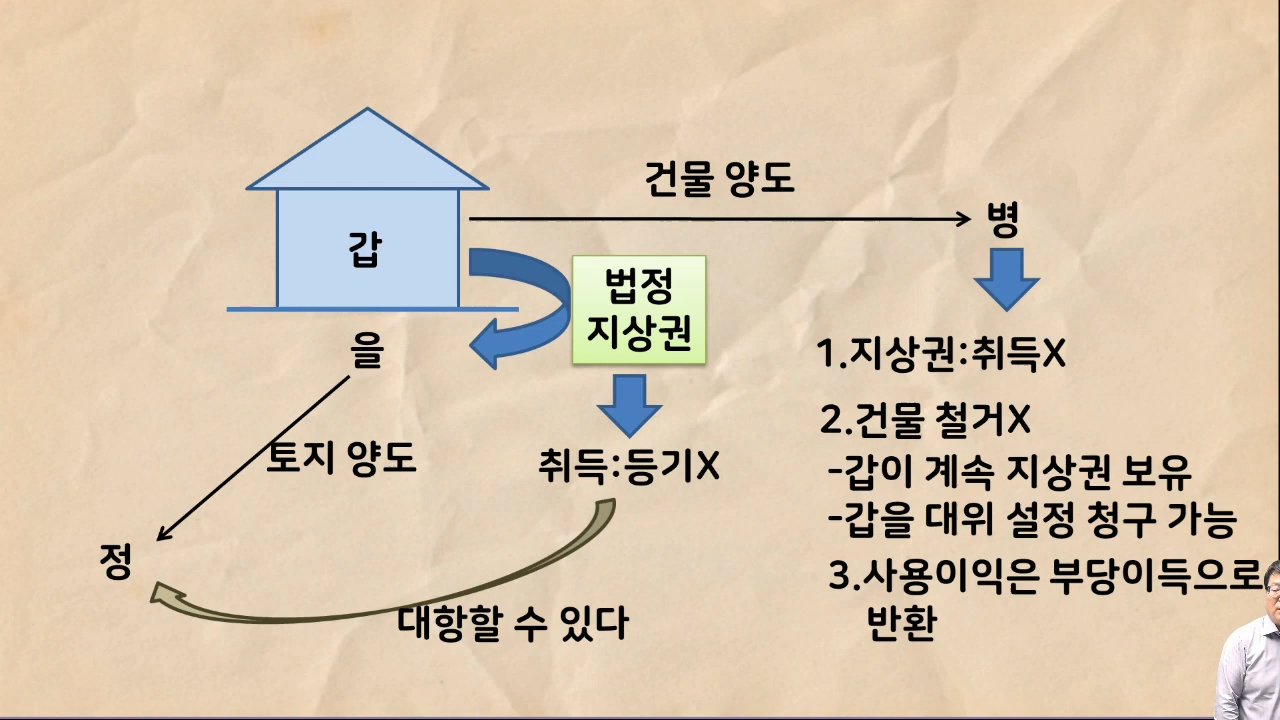 건물 양도
병
갑
법정
지상권
을
1.지상권:취득X
2.건물 철거X
-갑이 계속 지상권 보유
-갑을 대위 설정 청구 가능
3.사용이익은 부당이득으로
반환
토지 양도
취득:등기X
정
대항할 수 있다